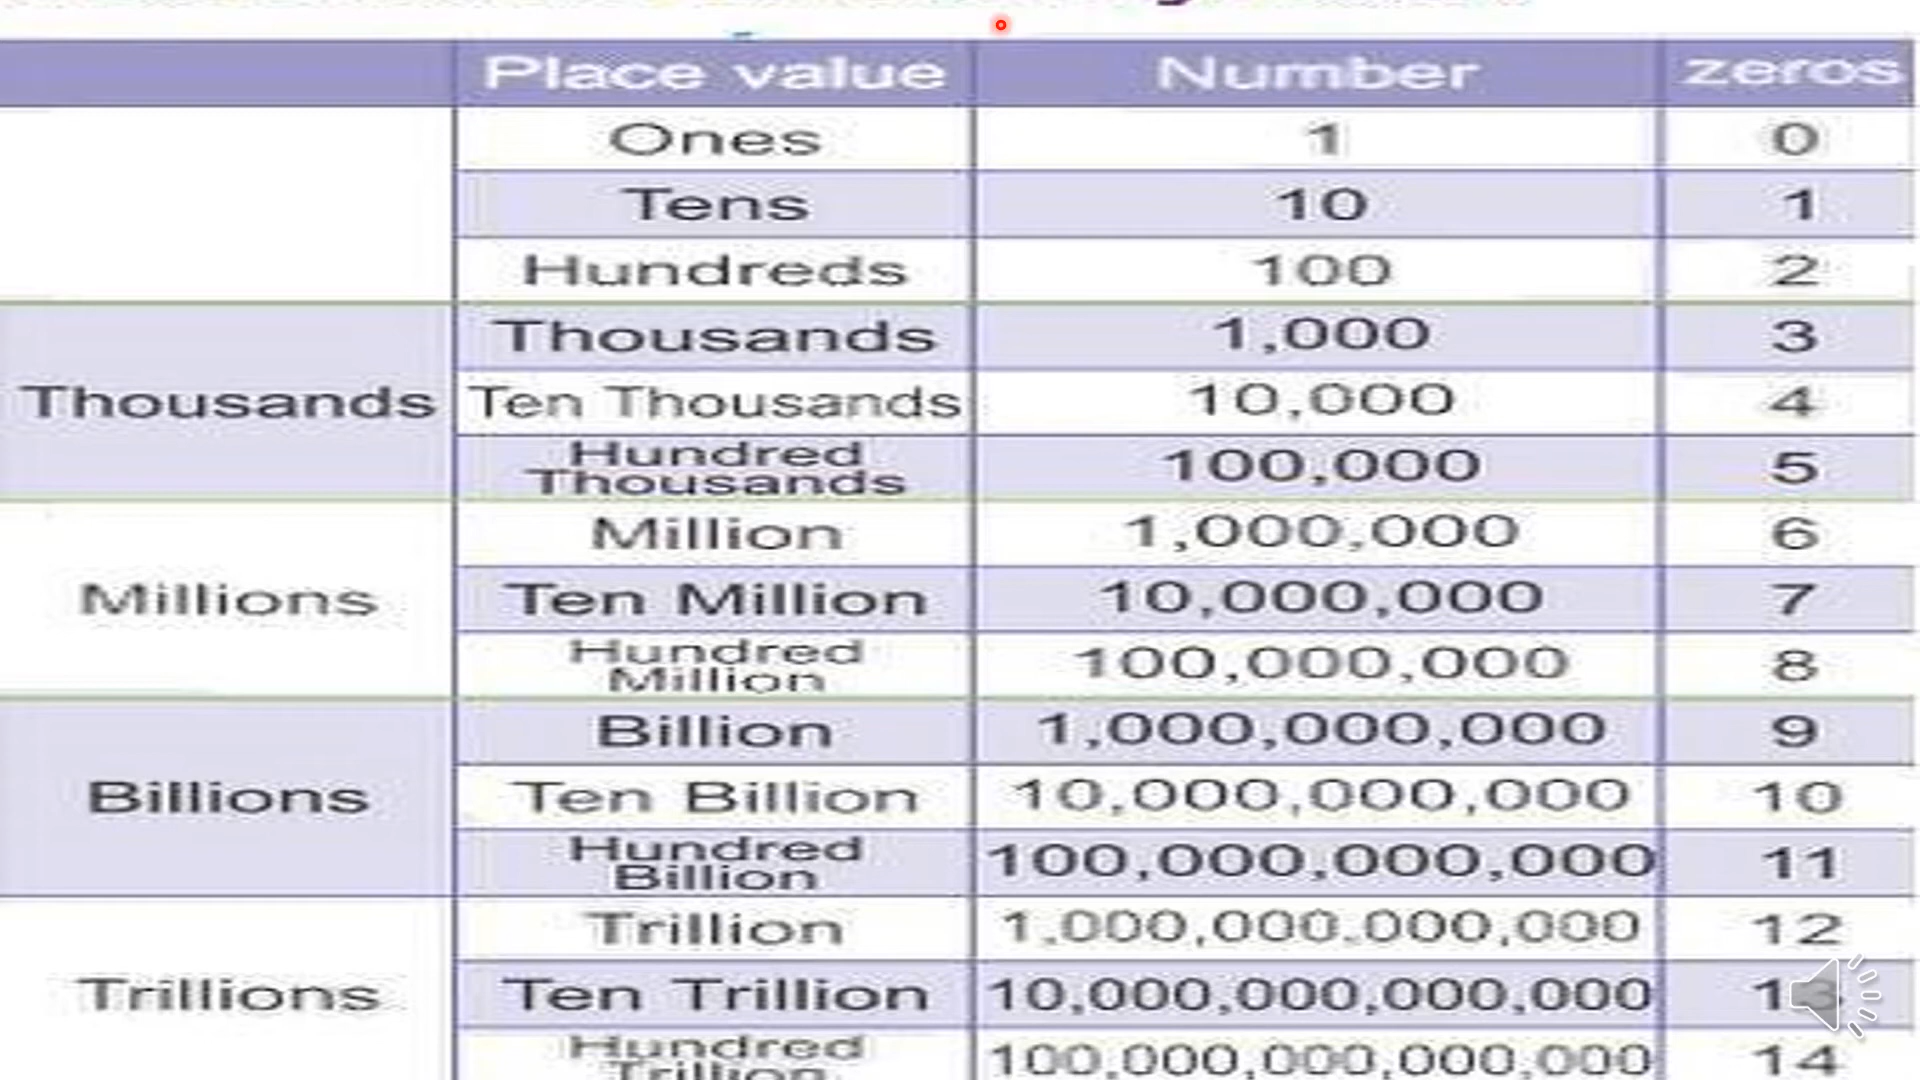 Place value Number zeros
Ones 1 0
Tens 10 1
Hundreds 100 2
Thousands 1,000 3
Thousands Ten Thousands 10,000 4
Hundred
Thousands 100,000 5
Million 1,000,000 6
Millions Ten Million 10,000,000 7
Hundred
Million 100,000,000 8
Billion 1,000,000,000 9
Billions Ten Billion 10,000,000,000 10
Hundred
Billion 100,000,000,000 11
Trillion 1,000,000,000,000 12
Trillions Ten Trillion 10,000,000,000,000 13
Hundred
Trillion 100,000,000,000,000 14